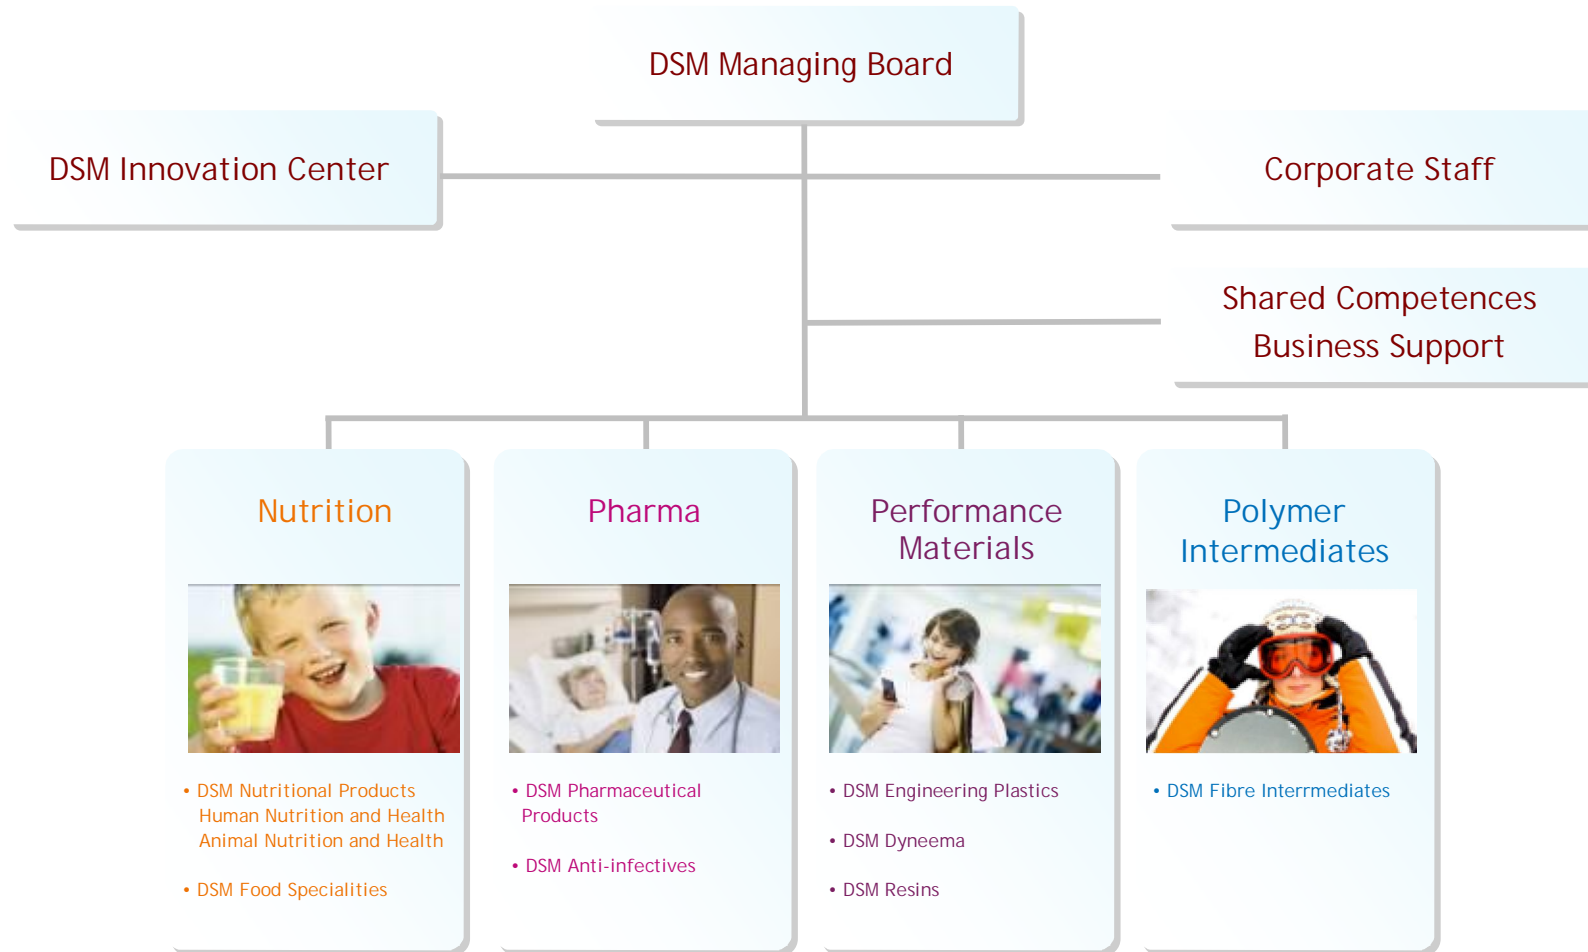 DSM Managing Board
DSM Innovation Center
Corporate Staff
Shared Competences
Business Support
Nutrition
• DSM Nutritional Products
Human Nutrition and Health
Animal Nutrition and Health
• DSM Food Specialities
Pharma
• DSM Pharmaceutical
Products
• DSM Anti-infectives
Performance
Materials
• DSM Engineering Plastics
• DSM Dyneema
• DSM Resins
Polymer
Intermediates
• DSM Fibre Interrmediates